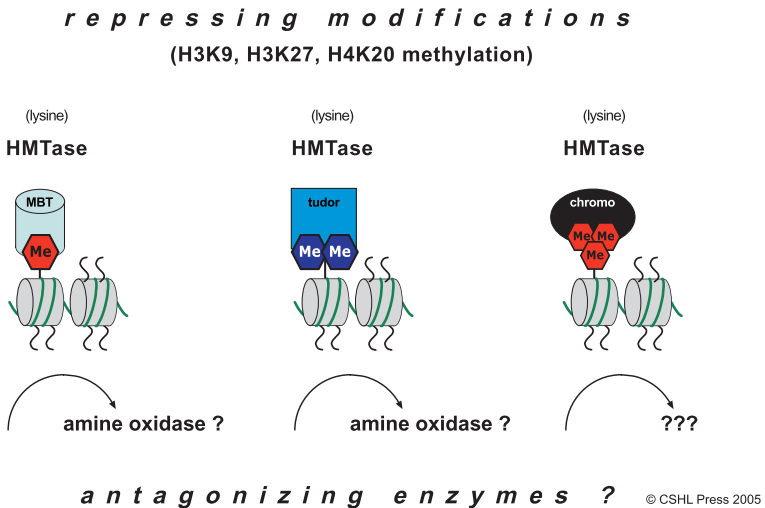 repressing modifications
(H3K9, H3K27, H4K20 methylation)
(lysine) (lysine) (lysine)
HMTase HMTase HMTase
MBT tudor chromo
Me Me Me Me Me
Me
amine oxidase ? amine oxidase ? ???
antagonizing enzymes ? © CSHL Press 2005